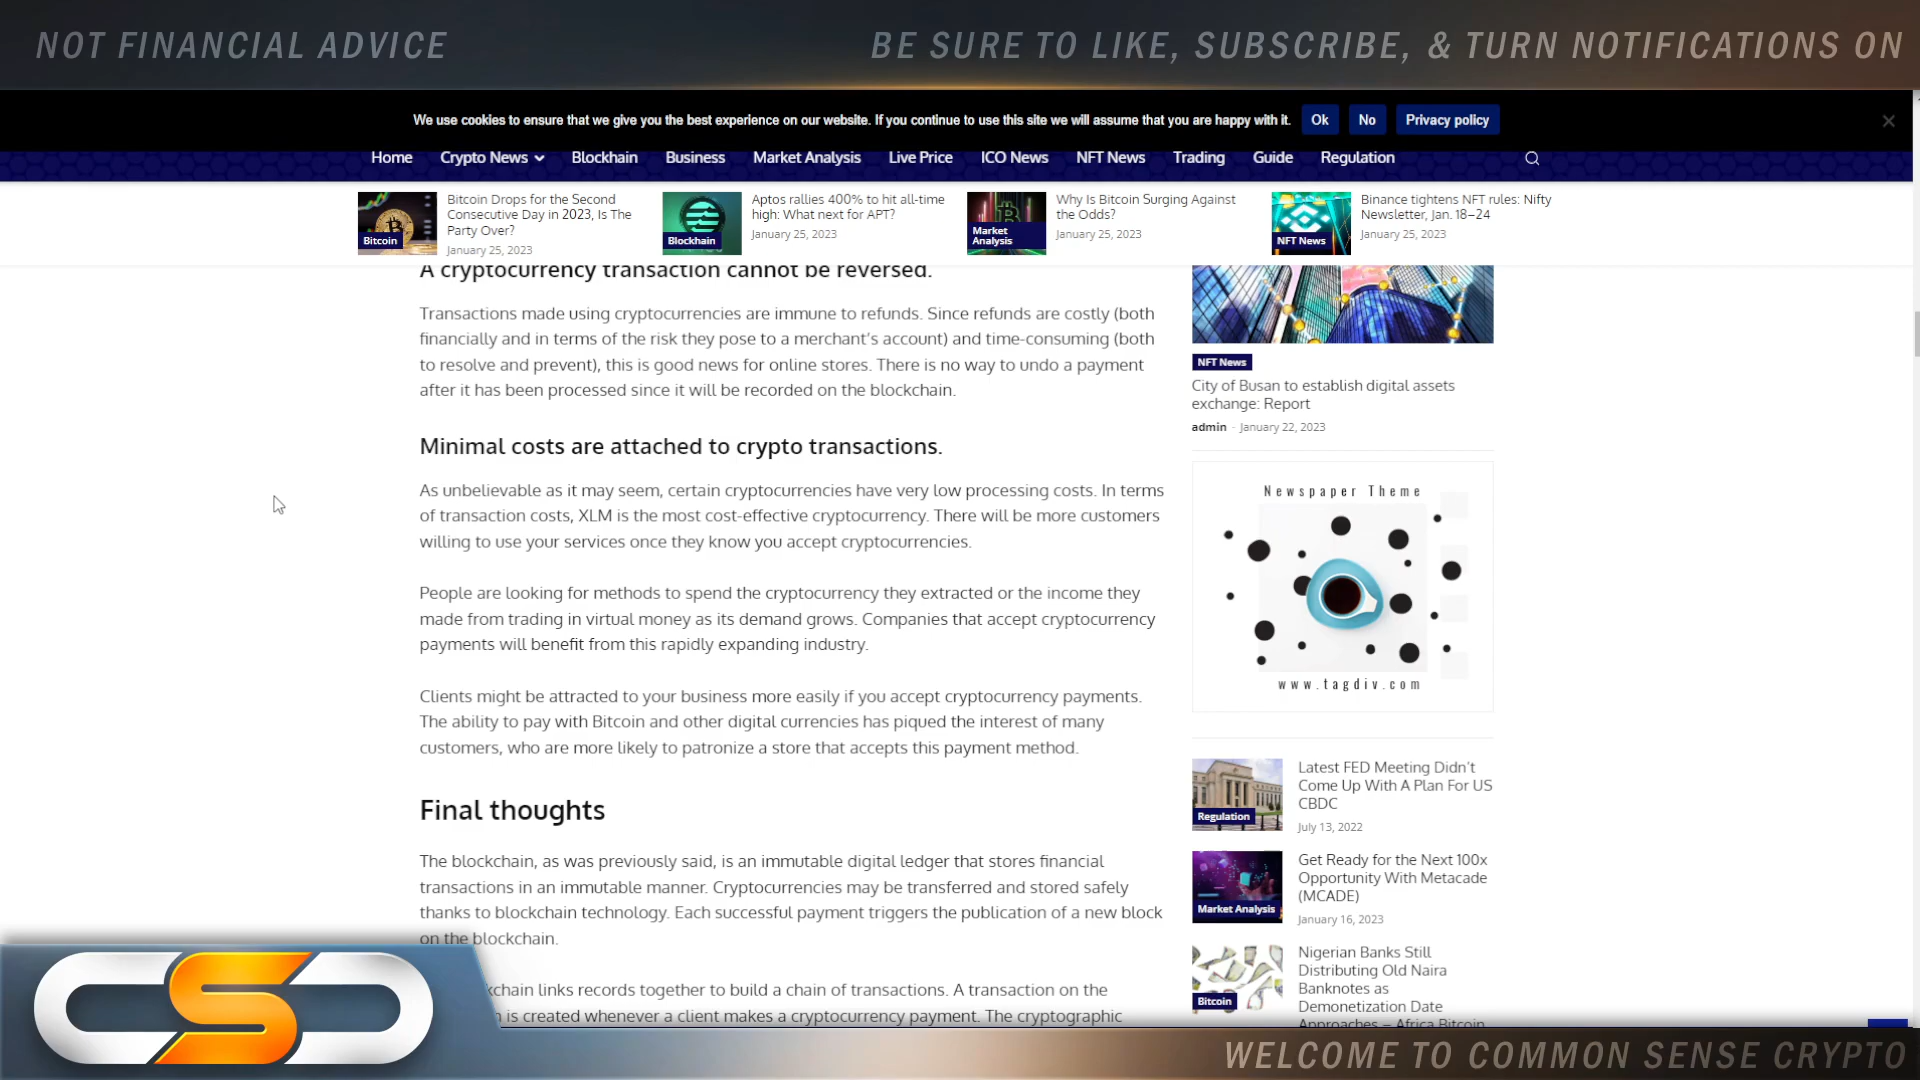 NOT FINANCIAL ADVICE
BE SURE TO LIKE, SUBSCRIBE, & TURN NOTIFICATIONS ON
We use cookies to ensure that we give you the best experience on our website. If you continue to use this site we will assume that you are happy with it.
Ok
No
Privacy policy
Home
Crypto News
Blockhain
Business
Market Analysis
Live Price
ICO News
NFT News
Trading
Guide
Regulation
Bitcoin
Bitcoin Drops for the Second
Consecutive Day in 2023, Is The
Party Over?
January 25, 2023
Blockhain
Aptos rallies 400% to hit all-time
high: What next for APT?
January 25, 2023
Market
Analysis
Why Is Bitcoin Surging Against
the Odds?
January 25, 2023
NFT News
Binance tightens NFT rules: Nifty
Newsletter, Jan. 18–24
January 25, 2023
A cryptocurrency transaction cannot be reversed.
Transactions made using cryptocurrencies are immune to refunds. Since refunds are costly (both
financially and in terms of the risk they pose to a merchant's account) and time-consuming (both
to resolve and prevent), this is good news for online stores. There is no way to undo a payment
after it has been processed since it will be recorded on the blockchain.
Minimal costs are attached to crypto transactions.
As unbelievable as it may seem, certain cryptocurrencies have very low processing costs. In terms
of transaction costs, XLM is the most cost-effective cryptocurrency. There will be more customers
willing to use your services once they know you accept cryptocurrencies.
People are looking for methods to spend the cryptocurrency they extracted or the income they
made from trading in virtual money as its demand grows. Companies that accept cryptocurrency
payments will benefit from this rapidly expanding industry.
Clients might be attracted to your business more easily if you accept cryptocurrency payments.
The ability to pay with Bitcoin and other digital currencies has piqued the interest of many
customers, who are more likely to patronize a store that accepts this payment method.
Final thoughts
The blockchain, as was previously said, is an immutable digital ledger that stores financial
transactions in an immutable manner. Cryptocurrencies may be transferred and stored safely
thanks to blockchain technology. Each successful payment triggers the publication of a new block
on the blockchain.
kchain links records together to build a chain of transactions. A transaction on the
is created whenever a client makes a cryptocurrency payment. The cryptographic
NFT News
City of Busan to establish digital assets
exchange: Report
admin - January 22, 2023
Newspaper Theme
www.tagdiv.com
Regulation
Latest FED Meeting Didn't
Come Up With A Plan For US
CBDC
July 13, 2022
Market Analysis
Get Ready for the Next 100x
Opportunity With Metacade
(MCADE)
January 16, 2023
Bitcoin
Nigerian Banks Still
Distributing Old Naira
Banknotes as
Demonetization Date
Approaches – Africa Bitcoin
CSC
WELCOME TO COMMON SENSE CRYPTO